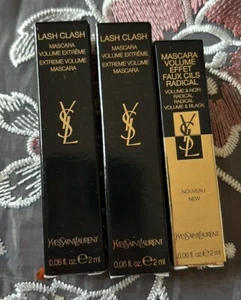 LASH CLASH
MASCARA
VOLUME EXTRÊME
EXTREME VOLUME
MASCARA
YSL
YVESSAINTLAURENT
0.06 fl. oz ℮ 2 ml
LASH CLASH
MASCARA
VOLUME EXTRÊME
EXTREME VOLUME
MASCARA
YSL
YVESSAINTLAURENT
0.06 fl. oz ℮ 2 ml
MASCARA
VOLUME
EFFET
FAUX CILS
RADICAL
VOLUME & NOIR
RADICAL
RADICAL
VOLUME & BLACK
YSL
NOUVEAU
NEW
YVESSAINTLAURENT
0.06 fl. oz ℮ 2 ml